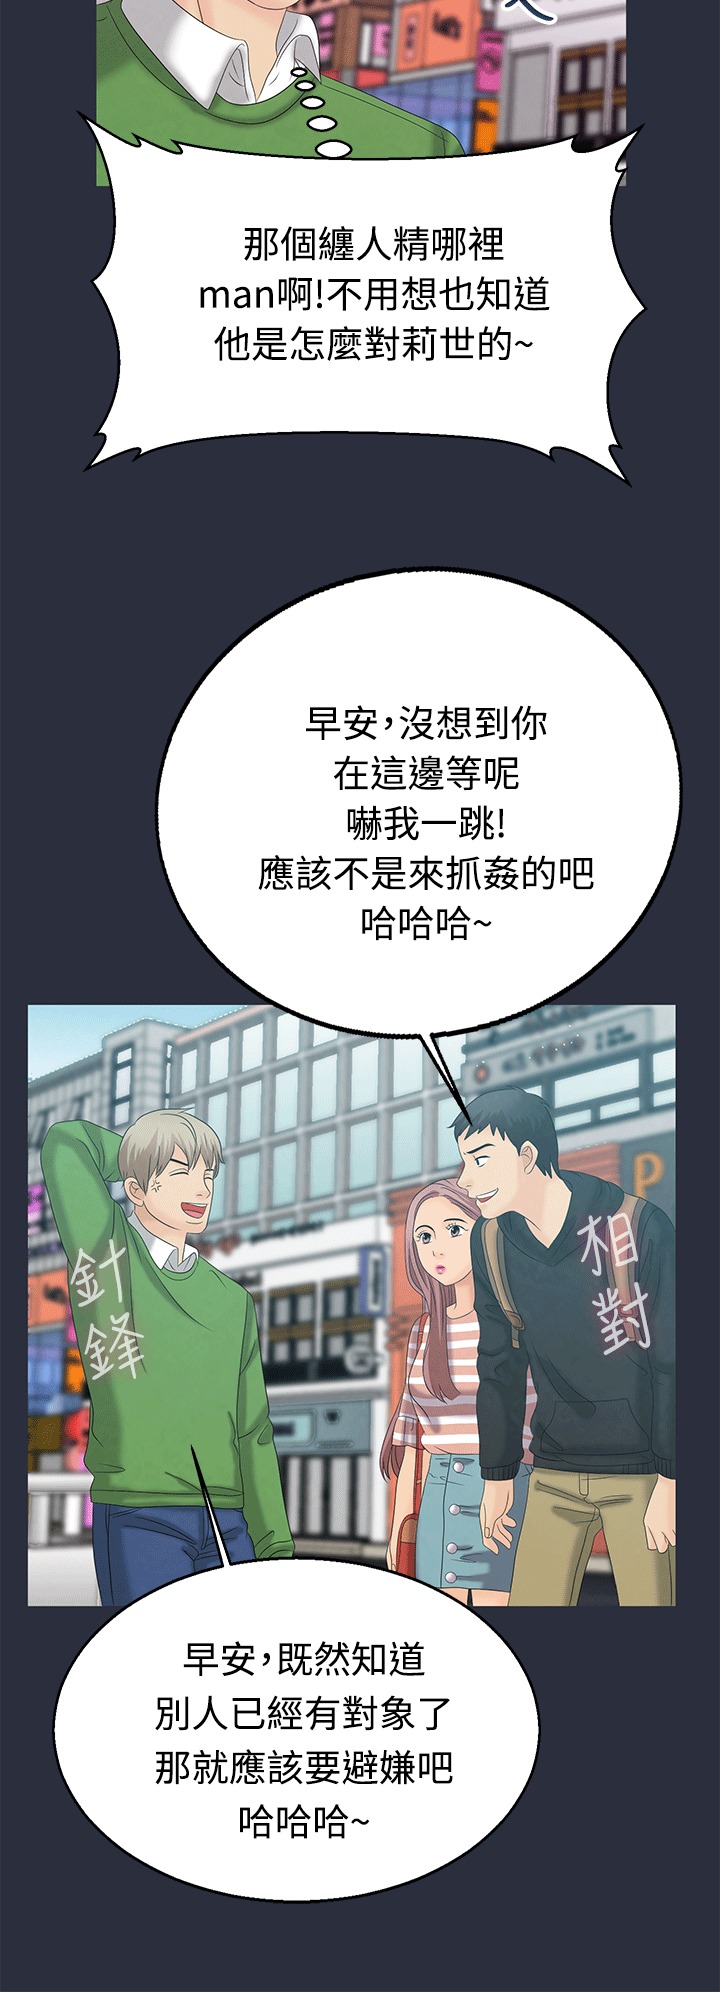 那個纏人精哪裡
man啊!不用想也知道
他是怎麼對莉世的~
早安,沒想到你
在這邊等呢
嚇我一跳!
應該不是來抓姦的吧
哈哈哈~
針鋒
相對
早安,既然知道
別人已經有對象了
那就應該要避嫌吧
哈哈哈~